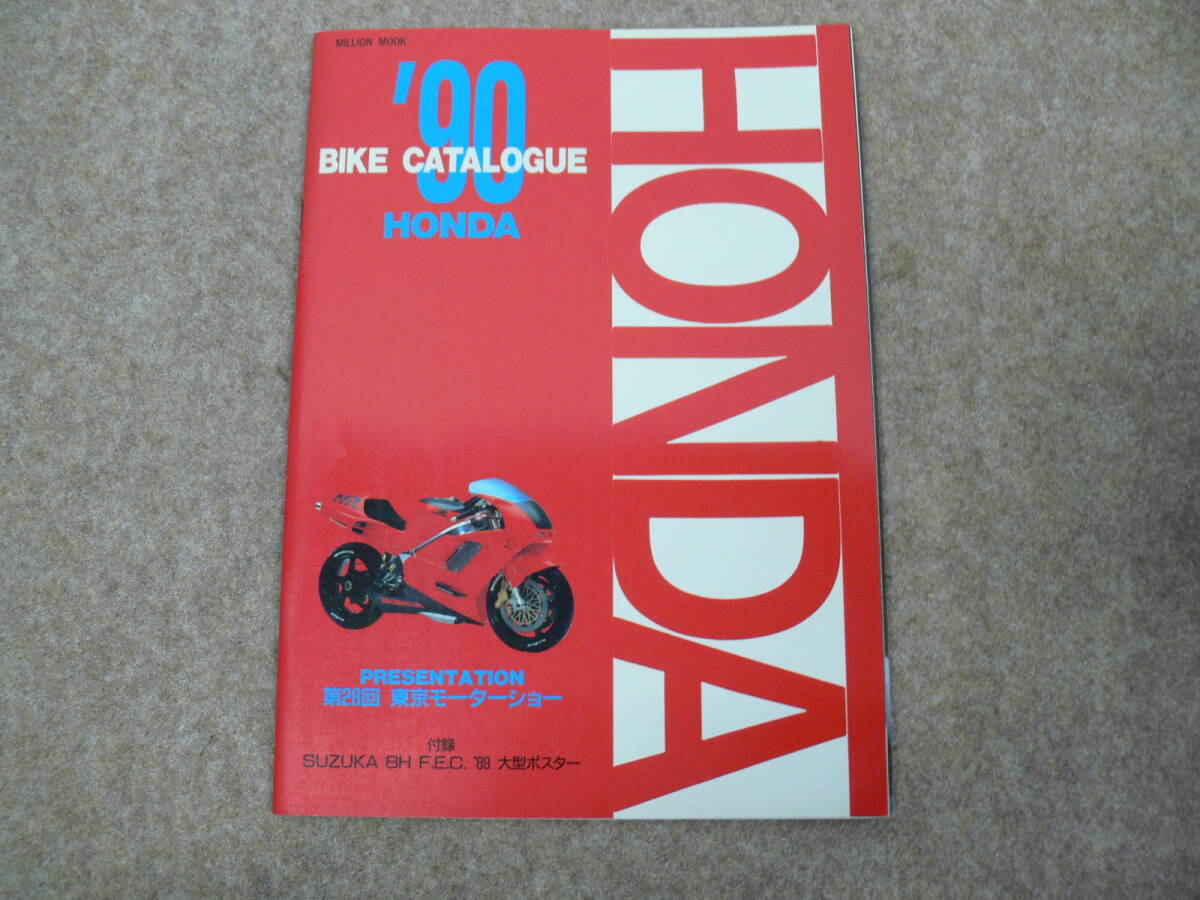 MILLION MOOK
'90
BIKE CATALOGUE
HONDA
HONDA
PRESENTATION
第28回 東京モーターショー
付録
SUZUKA 8H F.E.C. '89 大型ポスター